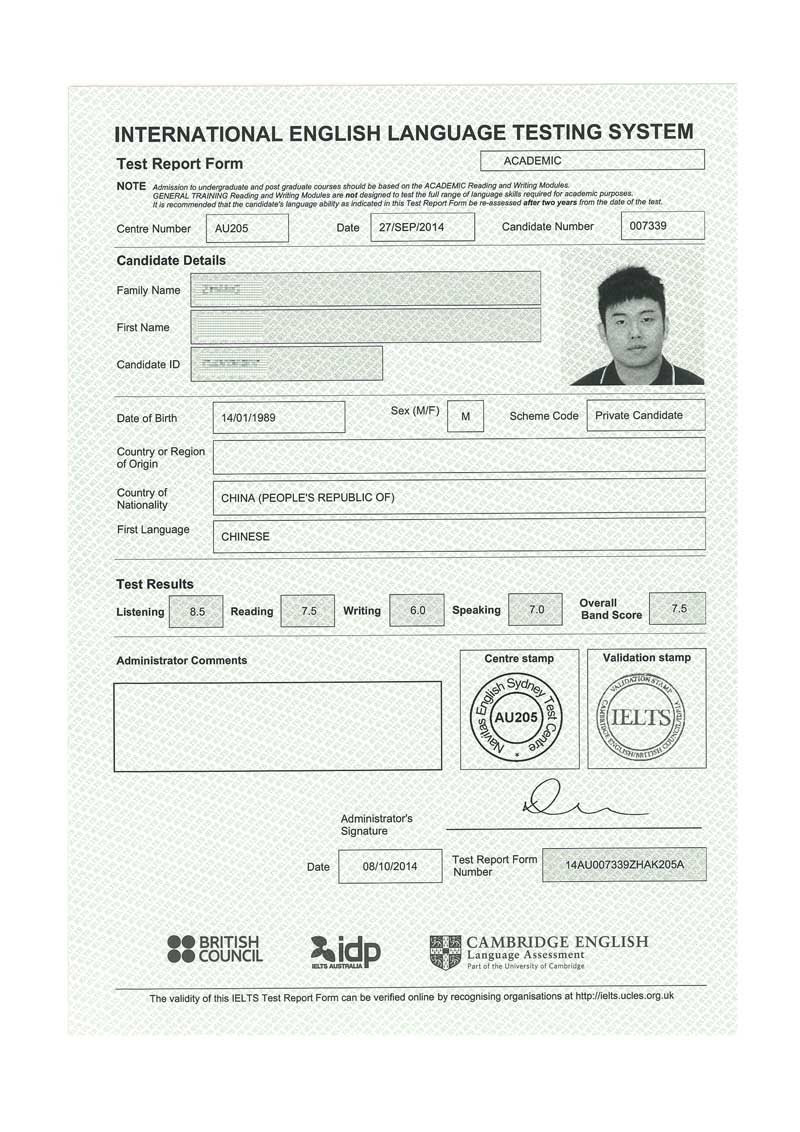 INTERNATIONAL ENGLISH LANGUAGE TESTING SYSTEM
Test Report Form
ACADEMIC
NOTE Admission to undergraduate and post graduate courses should be based on the ACADEMIC Reading and Writing Modules.
GENERAL TRAINING Reading and Writing Modules are not designed to test the full range of language skills required for academic purposes.
It is recommended that the candidate's language ability as indicated in this Test Report Form be re-assessed after two years from the date of the test.
Centre Number AU205 Date 27/SEP/2014 Candidate Number 007339
Candidate Details
Family Name
First Name
Candidate ID
Date of Birth 14/01/1989 Sex (M/F) M Scheme Code Private Candidate
Country or Region
of Origin
Country of
Nationality
CHINA (PEOPLE'S REPUBLIC OF)
First Language
CHINESE
Test Results
Listening 8.5 Reading 7.5 Writing 6.0 Speaking 7.0 Overall
Band Score 7.5
Administrator Comments
Centre stamp
Navitas English Sydney Test Centre
AU205
*
Validation stamp
VALIDATION STAMP
CAMBRIDGE ENGLISH/BRITISH COUNCIL/IDP:IA
IELTS
Administrator's
Signature
Date 08/10/2014
Test Report Form
Number
14AU007339ZHAK205A
BRITISH
COUNCIL
idp
IELTS AUSTRALIA
CAMBRIDGE ENGLISH
Language Assessment
Part of the University of Cambridge
The validity of this IELTS Test Report Form can be verified online by recognising organisations at http://ielts.ucles.org.uk